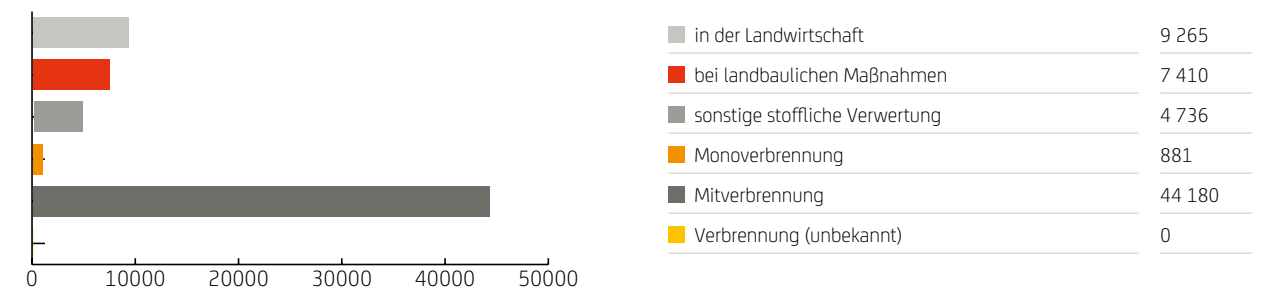 in der Landwirtschaft 9 265
bei landbaulichen Maßnahmen 7 410
sonstige stoffliche Verwertung 4 736
Monoverbrennung 881
Mitverbrennung 44 180
Verbrennung (unbekannt) 0
0 10000 20000 30000 40000 50000